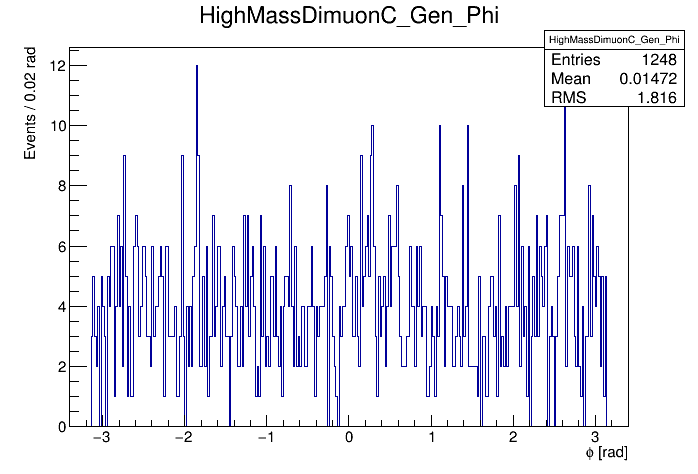 HighMassDimuonC_Gen_Phi
HighMassDimuonC_Gen_Phi
Entries 1248
Mean 0.01472
RMS 1.816
Events / 0.02 rad
12
10
8
6
4
2
0
−3 −2 −1 0 1 2 3
ϕ [rad]